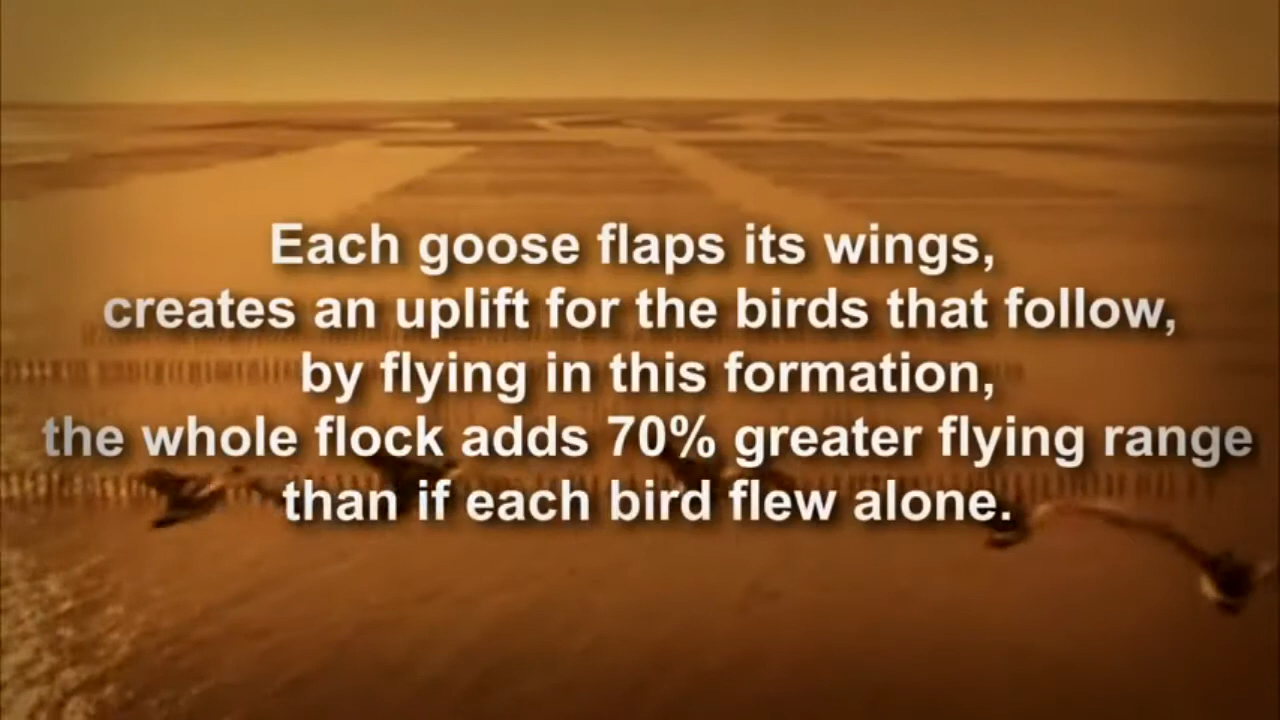 Each goose flaps its wings,
creates an uplift for the birds that follow,
by flying in this formation,
the whole flock adds 70% greater flying range
than if each bird flew alone.